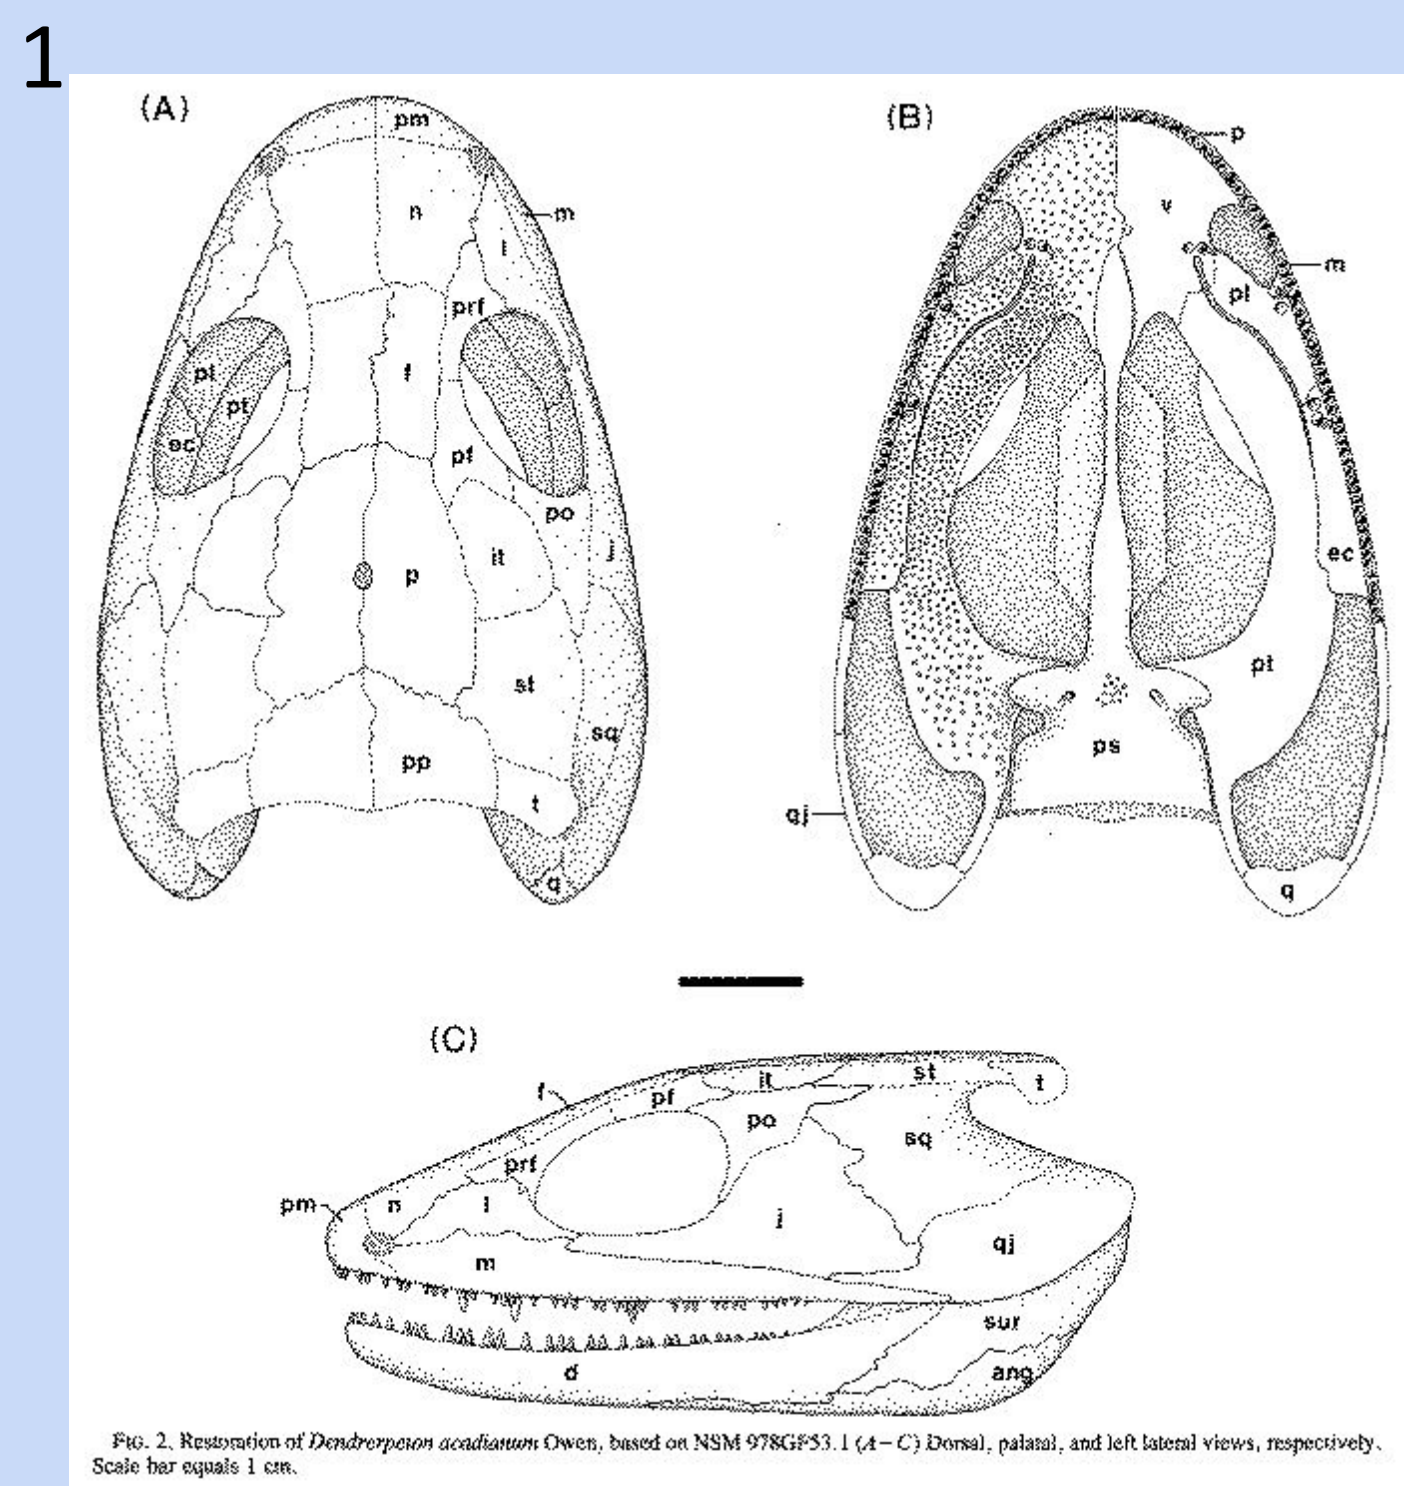 1
(A)
pm
n
m
l
prf
f
pl
pt
ec
pf
po
it
j
p
st
sq
pp
t
q
(B)
p
v
m
pl
ec
pt
ps
qj
q
(C)
f
pf
it
st
t
po
sq
prf
pm
n
l
j
qj
m
sur
d
ang
FIG. 2. Restoration of Dendrerpeton acadianum Owen, based on NSM 978GF53.1 (A–C) Dorsal, palatal, and left lateral views, respectively.
Scale bar equals 1 cm.